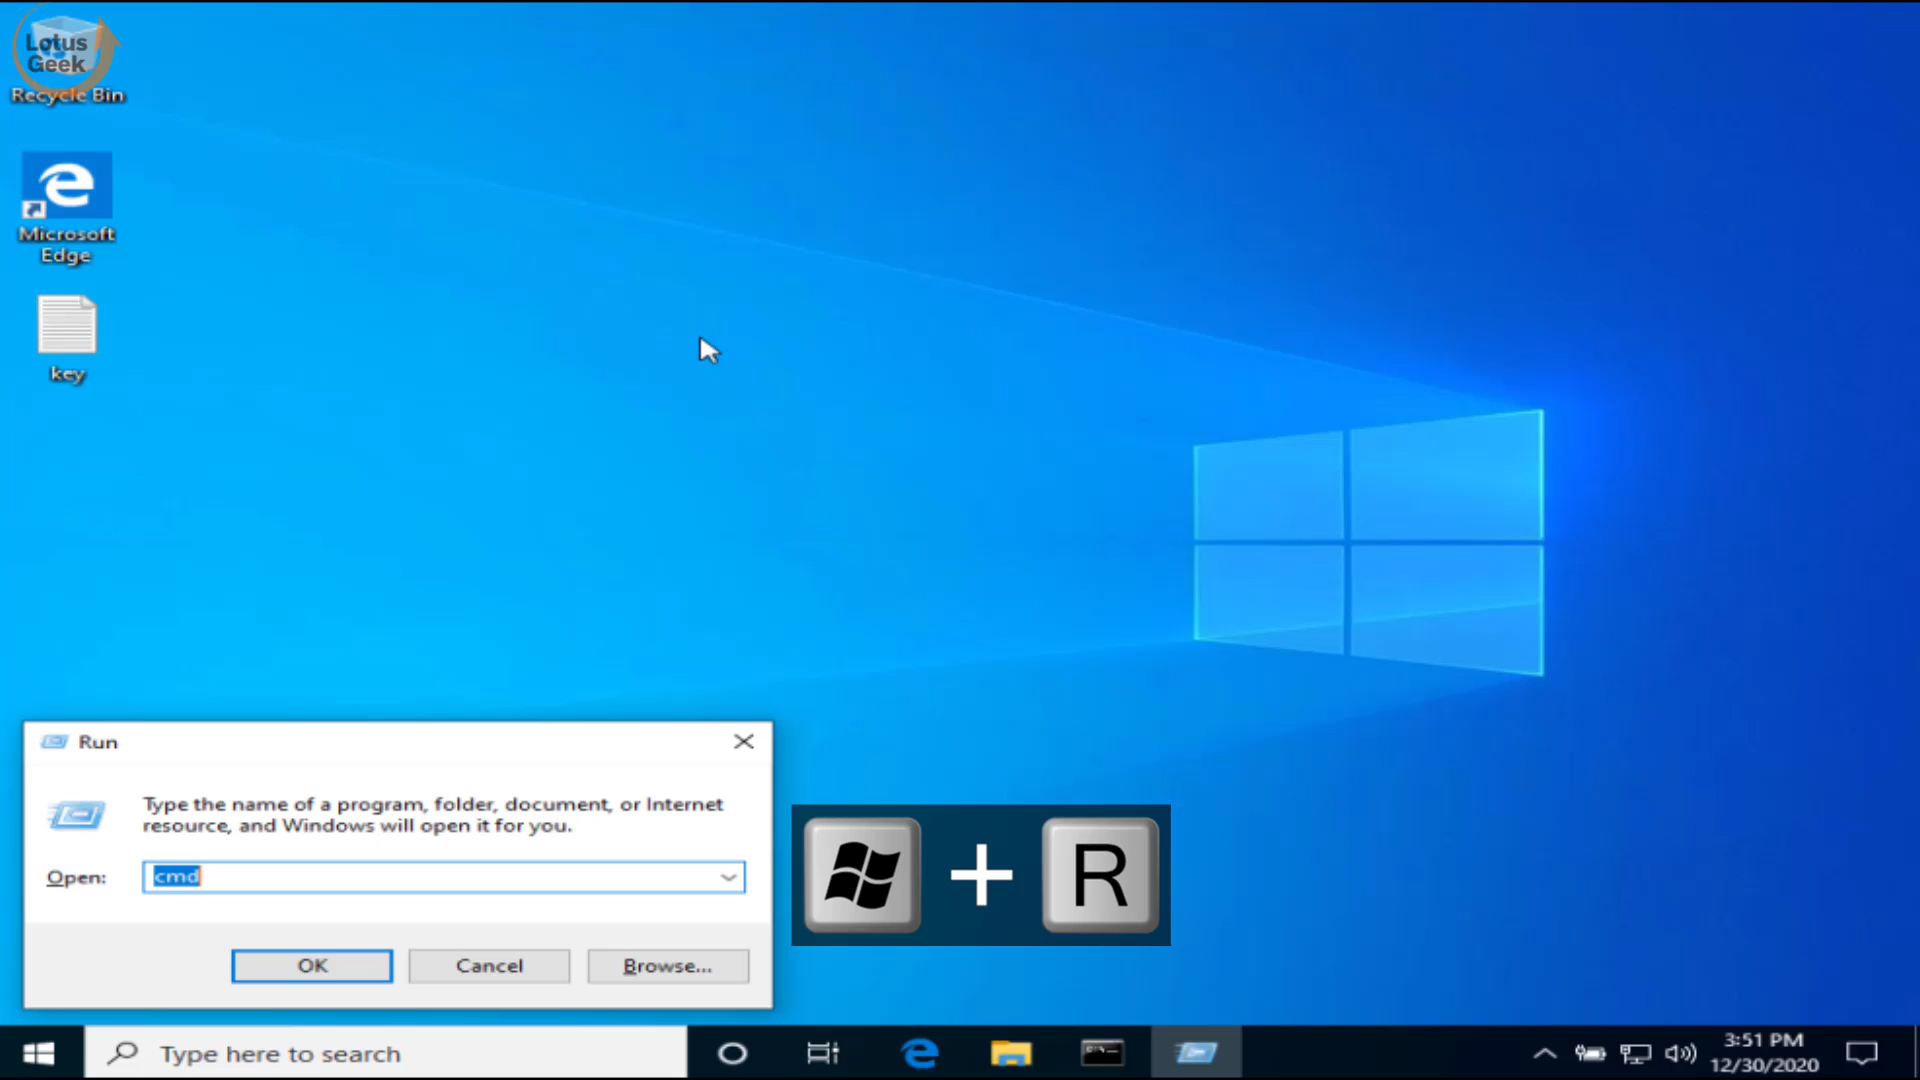 Lotus
Geek
Recycle Bin
Microsoft
Edge
key
Run
Type the name of a program, folder, document, or Internet
resource, and Windows will open it for you.
Open:
cmd
OK
Cancel
Browse...
+
R
Type here to search
3:51 PM
12/30/2020